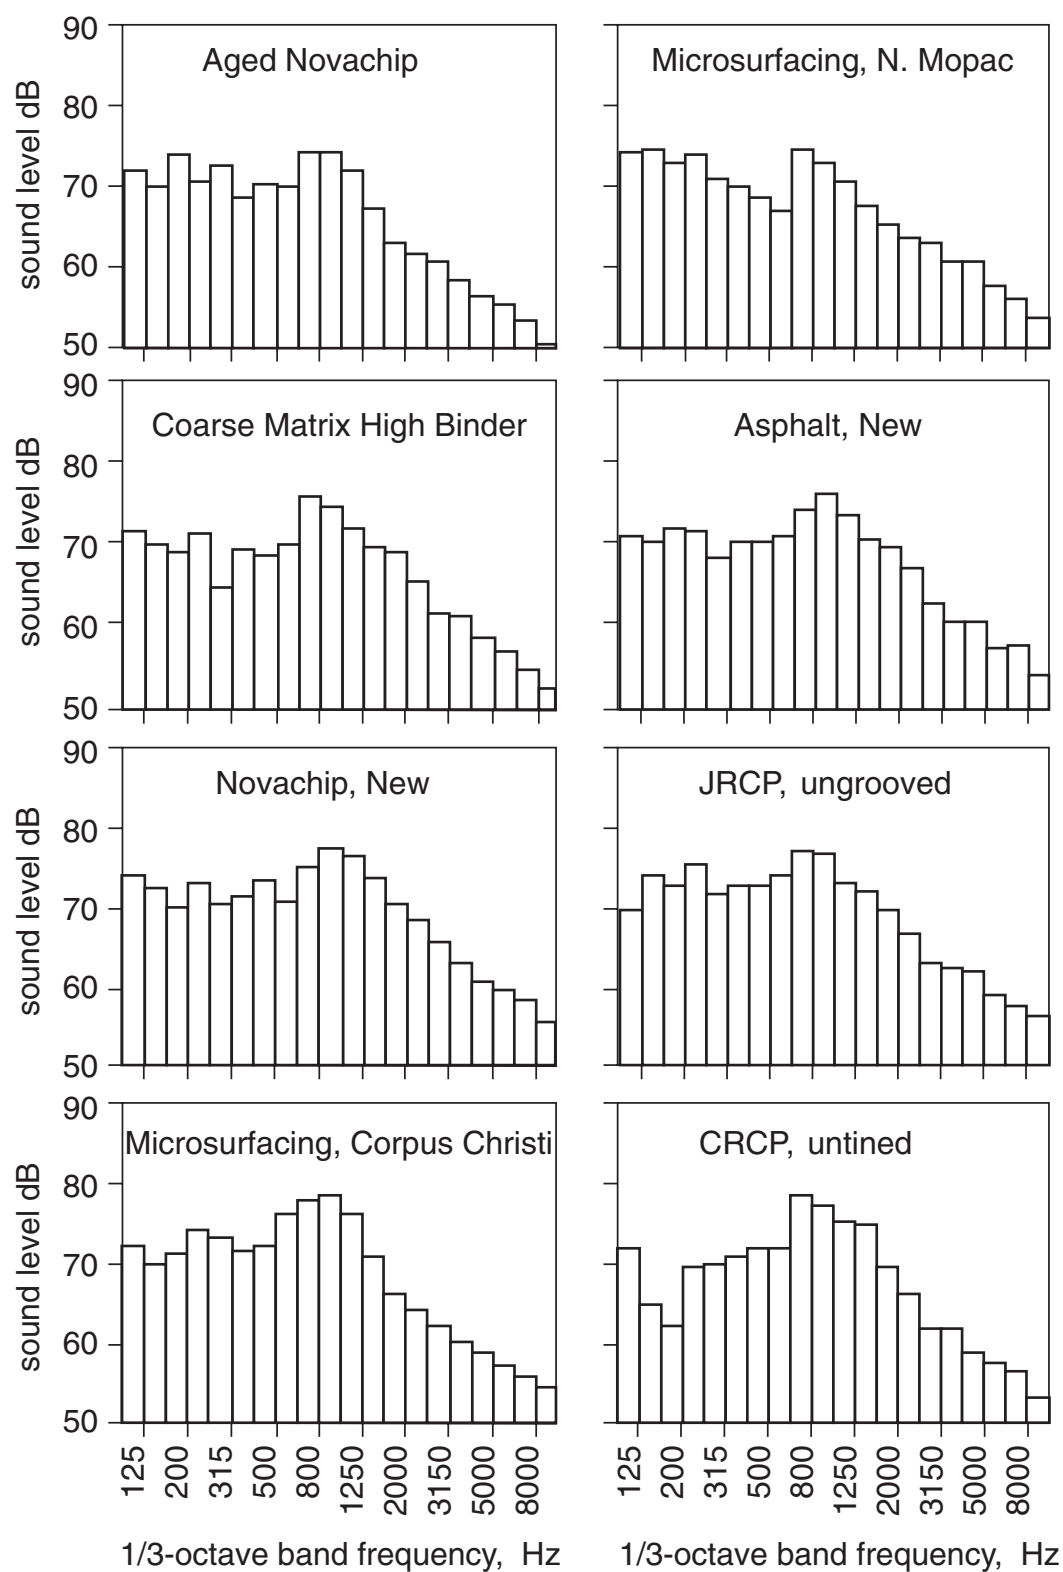 Aged Novachip
sound level dB
90
80
70
60
50
Microsurfacing, N. Mopac
Coarse Matrix High Binder
sound level dB
90
80
70
60
50
Asphalt, New
Novachip, New
sound level dB
90
80
70
60
50
JRCP, ungrooved
Microsurfacing, Corpus Christi
sound level dB
90
80
70
60
50
CRCP, untined
125 200 315 500 800 1250 2000 3150 5000 8000
1/3-octave band frequency, Hz
125 200 315 500 800 1250 2000 3150 5000 8000
1/3-octave band frequency, Hz